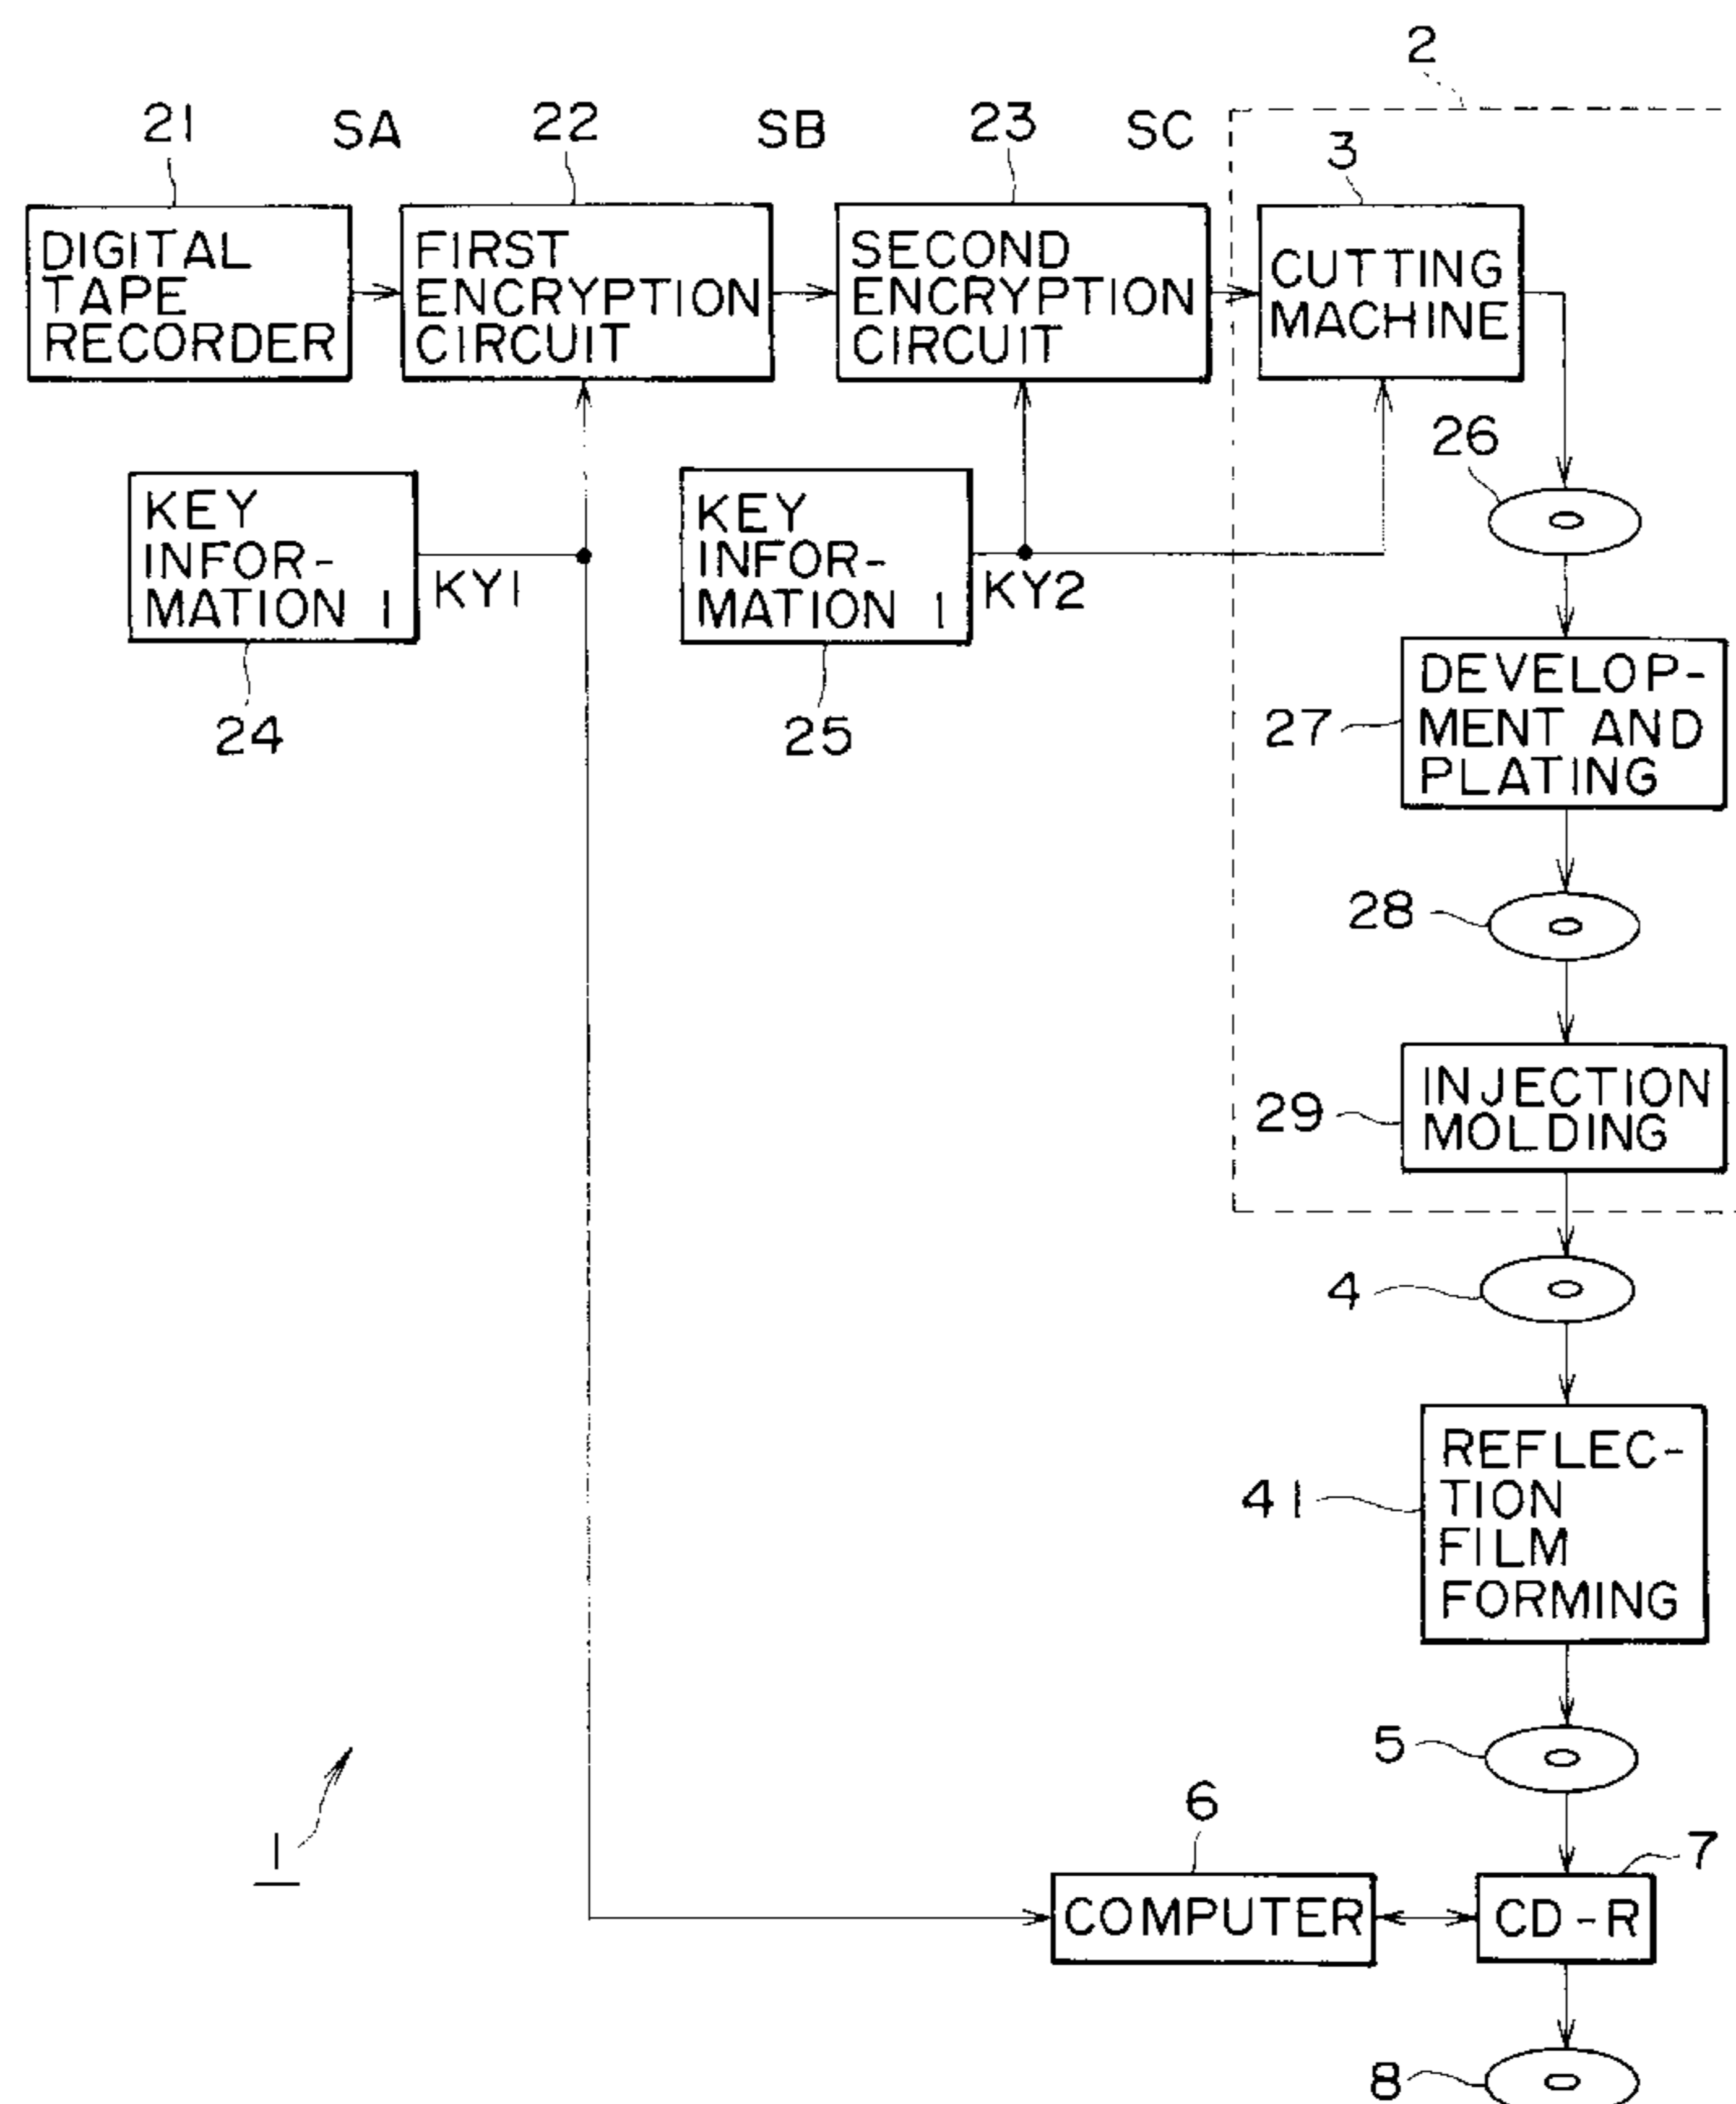 2
21
SA
22
SB
23
SC
3
DIGITAL
TAPE
RECORDER
FIRST
ENCRYPTION
CIRCUIT
SECOND
ENCRYPTION
CIRCUIT
CUTTING
MACHINE
26
KEY
INFOR-
MATION 1
KY1
KEY
INFOR-
MATION 1
KY2
24
25
27
DEVELOP-
MENT AND
PLATING
28
29
INJECTION
MOLDING
4
41
REFLEC-
TION
FILM
FORMING
5
1
6
7
COMPUTER
CD-R
8